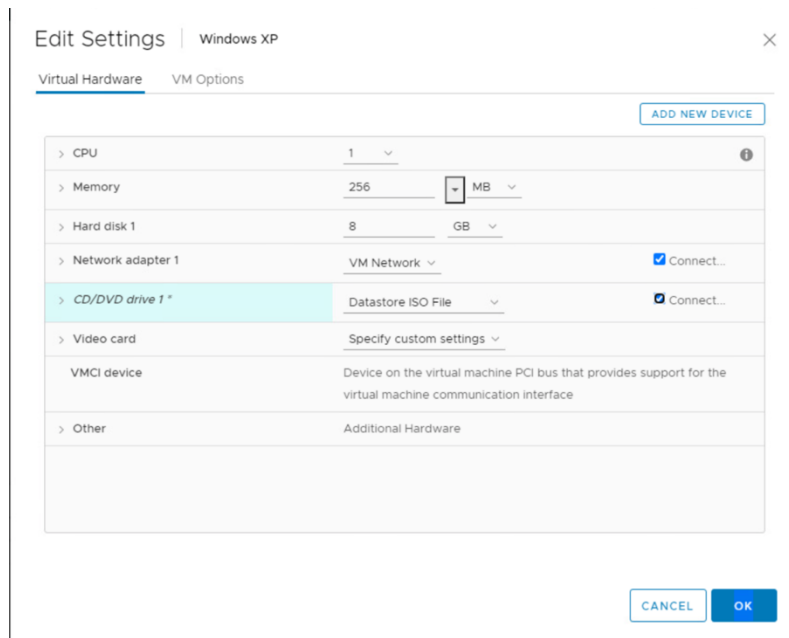 Edit Settings Windows XP
Virtual Hardware VM Options
ADD NEW DEVICE
CPU 1
Memory 256 MB
Hard disk 1 8 GB
Network adapter 1 VM Network Connect...
CD/DVD drive 1 * Datastore ISO File Connect...
Video card Specify custom settings
VMCI device Device on the virtual machine PCI bus that provides support for the
virtual machine communication interface
Other Additional Hardware
CANCEL OK